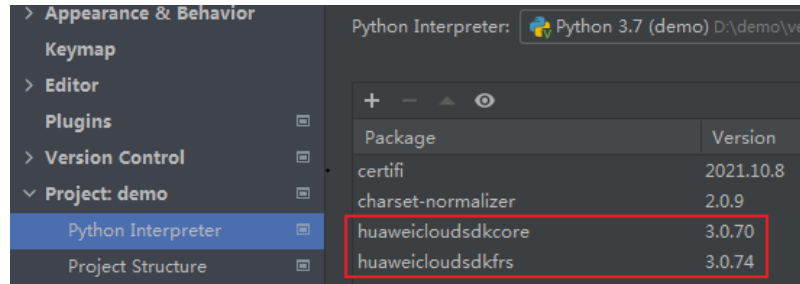 Appearance & Behavior
Keymap
Editor
Plugins
Version Control
Project: demo
Python Interpreter
Project Structure
Python Interpreter: Python 3.7 (demo) D:\demo\ve
Package Version
certifi 2021.10.8
charset-normalizer 2.0.9
huaweicloudsdkcore 3.0.70
huaweicloudsdkfrs 3.0.74